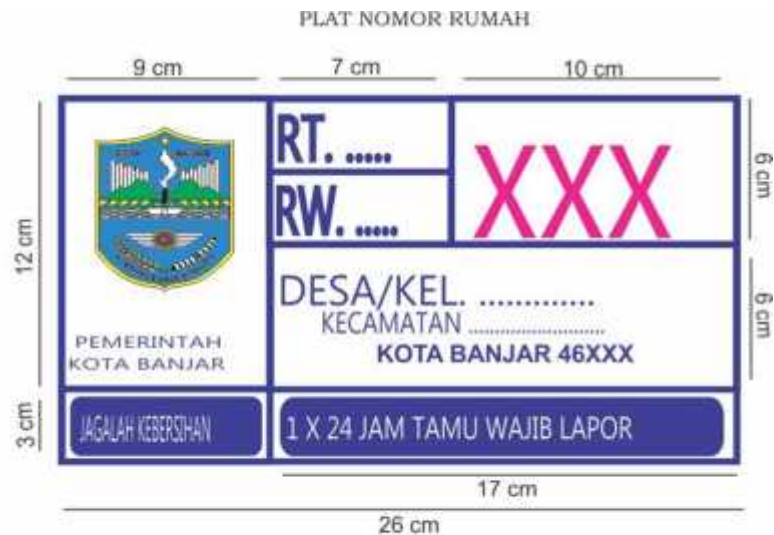 PLAT NOMOR RUMAH
9 cm
7 cm
10 cm
12 cm
3 cm
RT. .....
RW. .....
XXX
6 cm
PEMERINTAH
KOTA BANJAR
DESA/KEL. .............
KECAMATAN ..........................
KOTA BANJAR 46XXX
6 cm
JAGALAH KEBERSIHAN
1 X 24 JAM TAMU WAJIB LAPOR
17 cm
26 cm